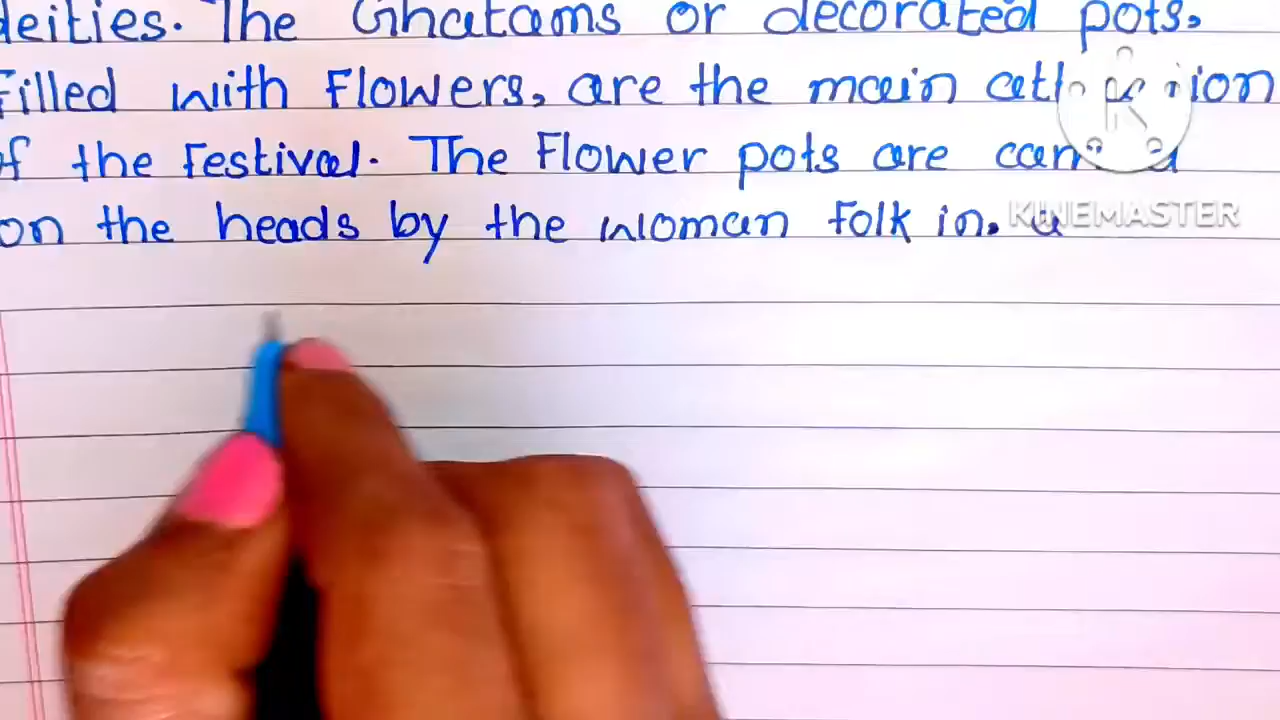 deities. The Ghatams or decorated pots,
filled with Flowers, are the main
of the Festival. The Flower pots are
on the heads by the woman folk in. a
KINEMASTER